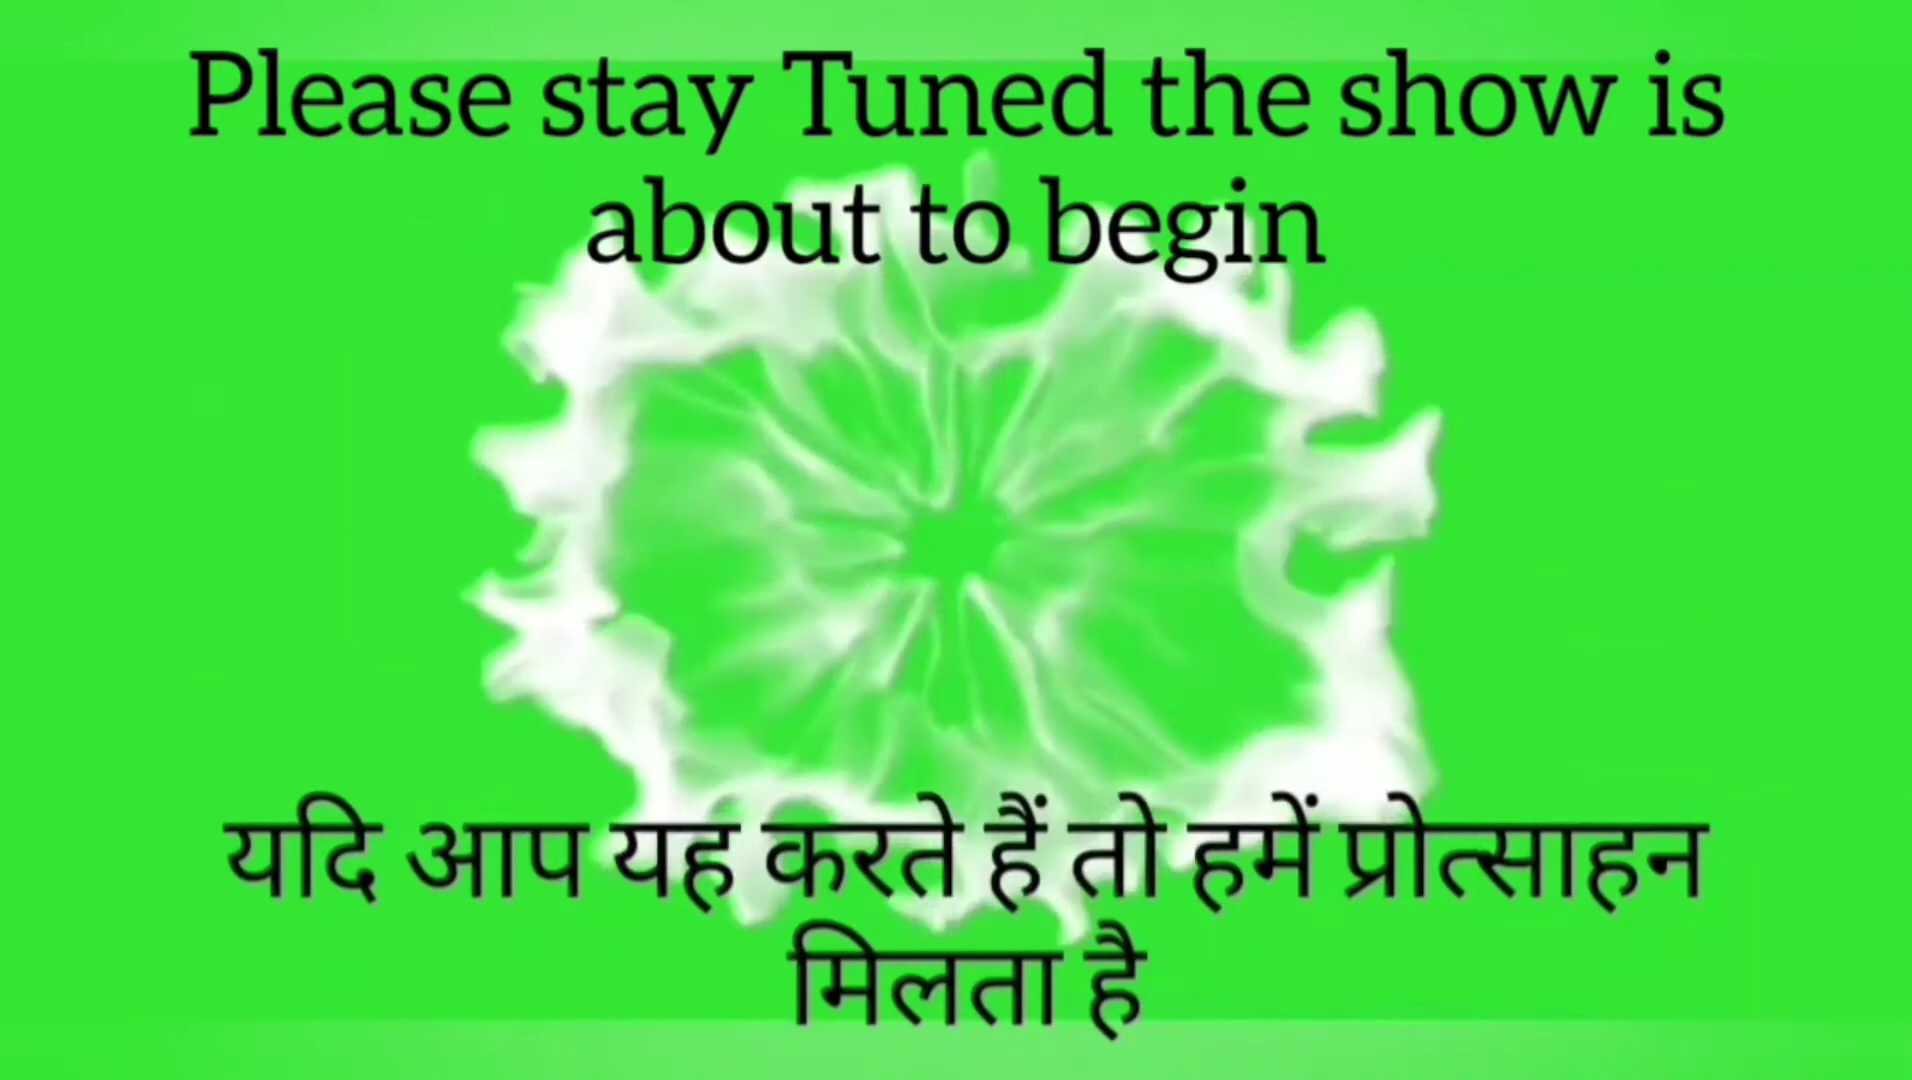 Please stay Tuned the show is
about to begin
यदि आप यह करते हैं तो हमें प्रोत्साहन
मिलता है